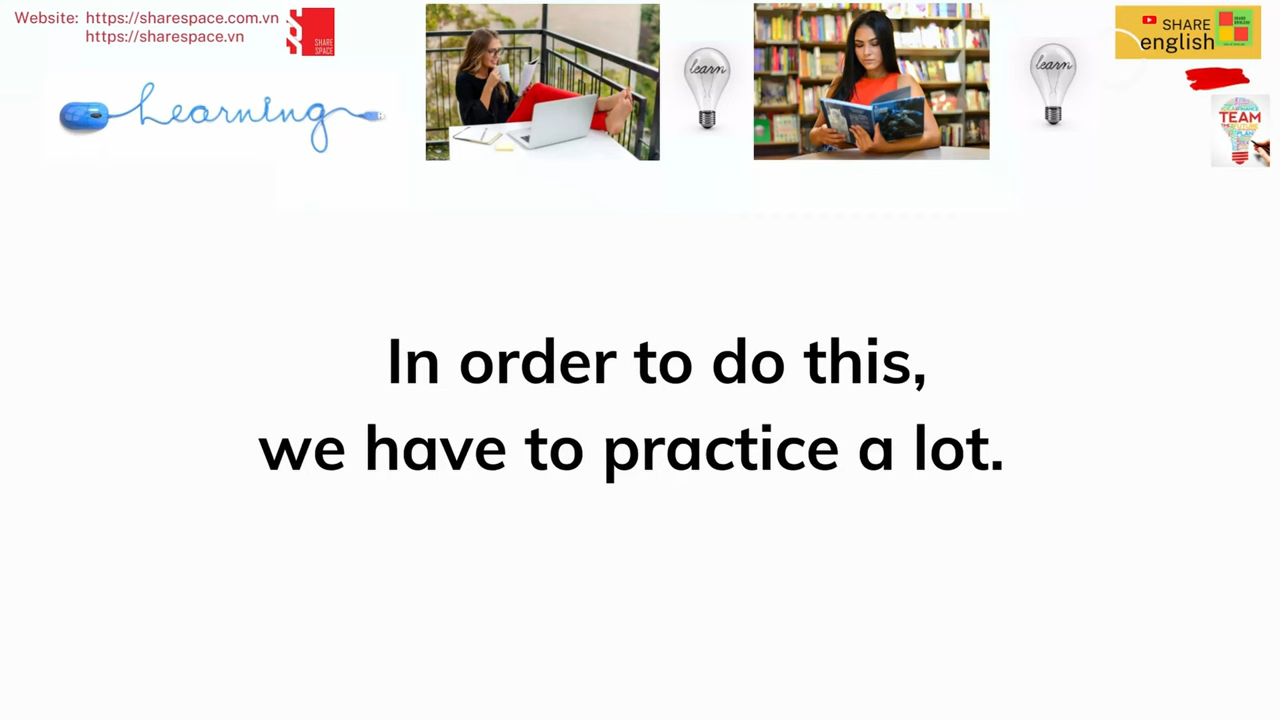 Website: https://sharespace.com.vn
https://sharespace.vn
SHARE
SPACE
Learning
learn
learn
SHARE
english
TEAM
PLAN
In order to do this,
we have to practice a lot.